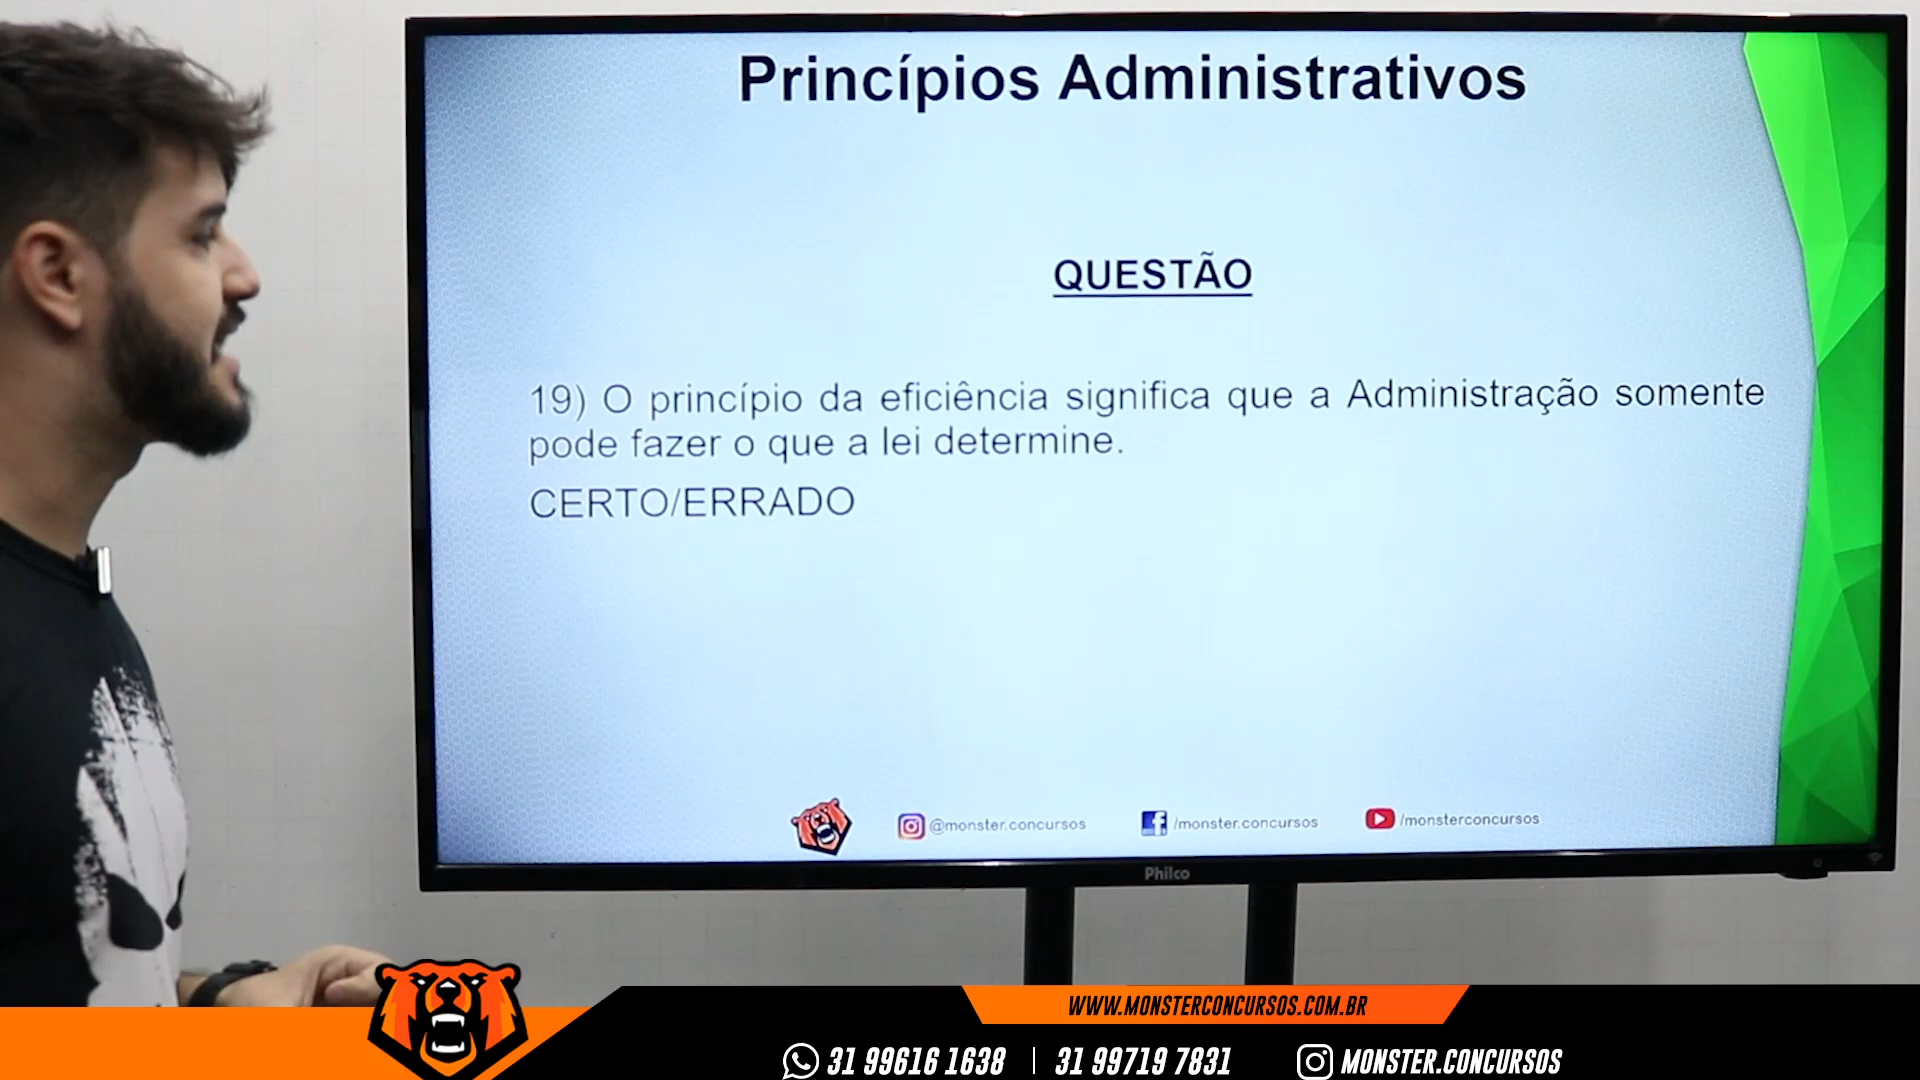 Princípios Administrativos
QUESTÃO
19) O princípio da eficiência significa que a Administração somente
pode fazer o que a lei determine.
CERTO/ERRADO
@monster.concursos
/monster.concursos
/monsterconcursos
Philco
WWW.MONSTERCONCURSOS.COM.BR
31 99616 1638 | 31 99719 7831
MONSTER.CONCURSOS